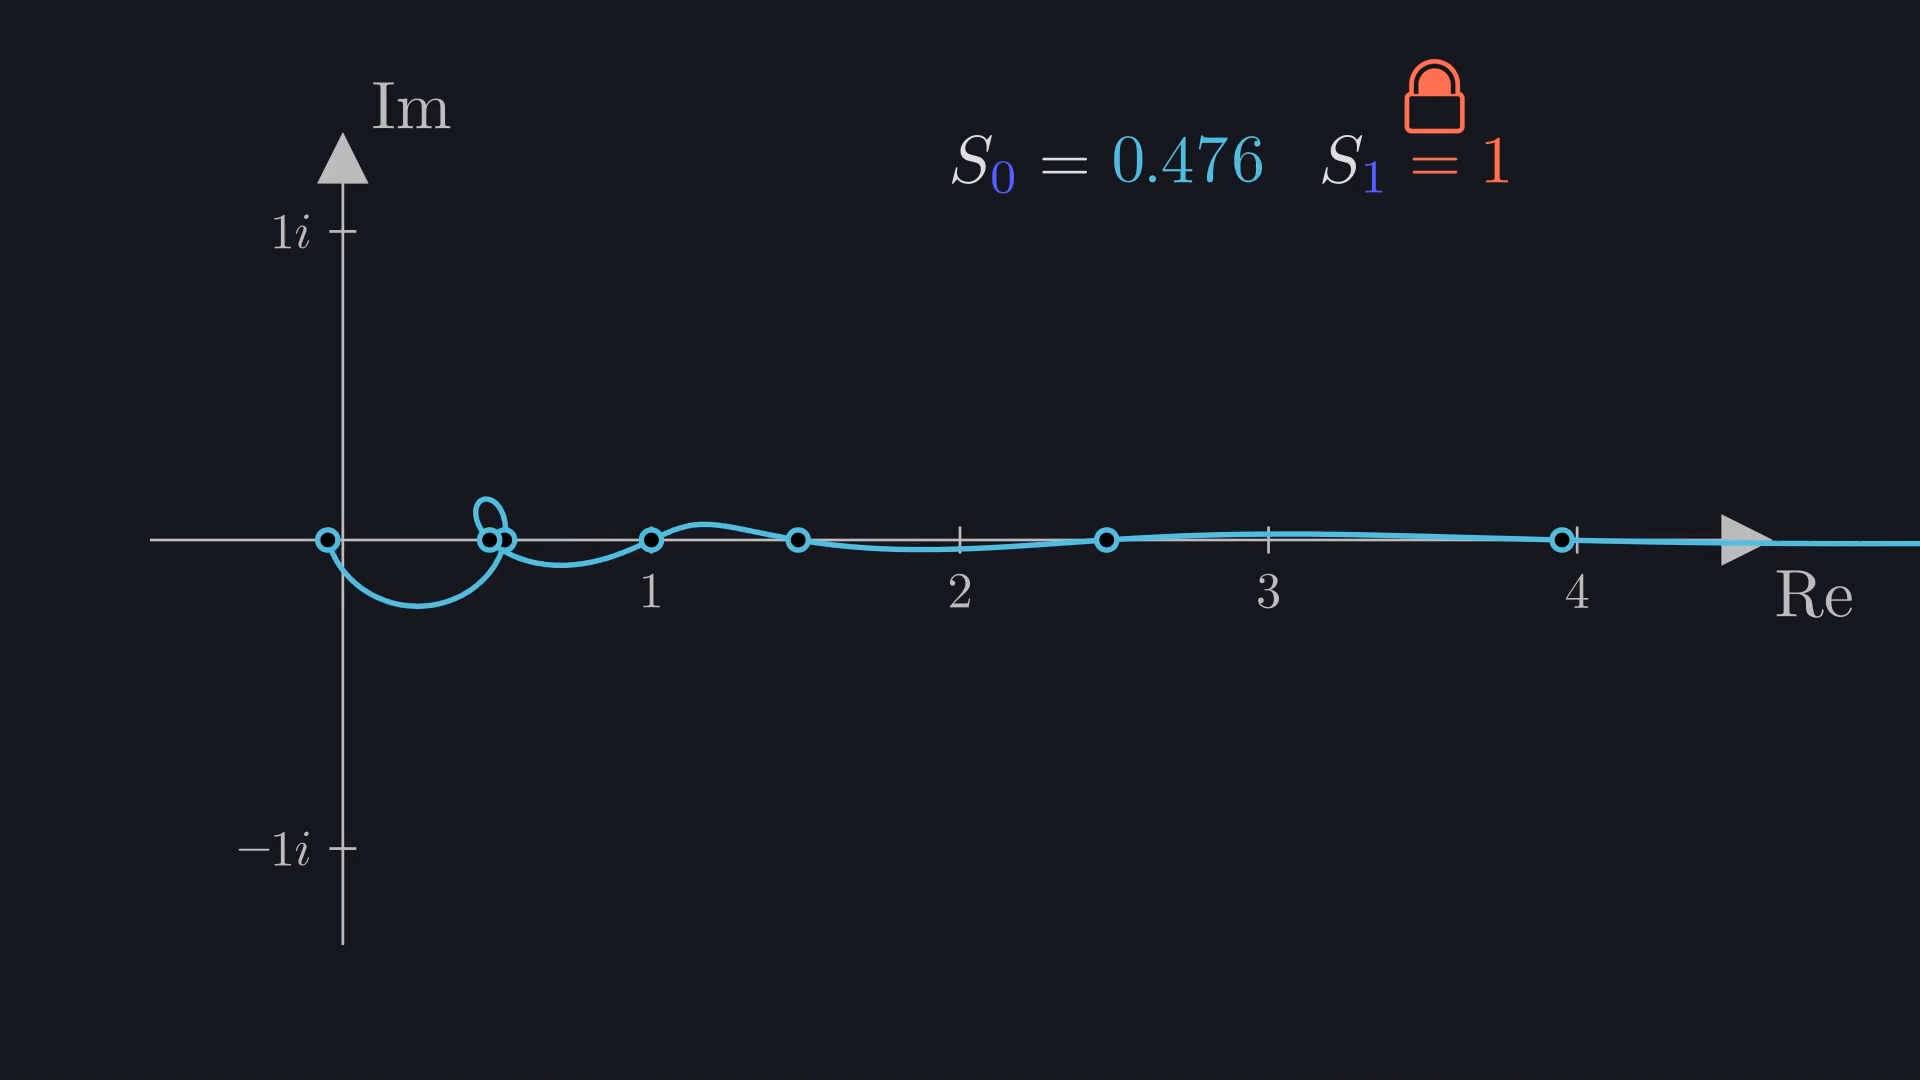 Im
S₀ = 0.476 S₁ = 1
1i
1 2 3 4
Re
−1i